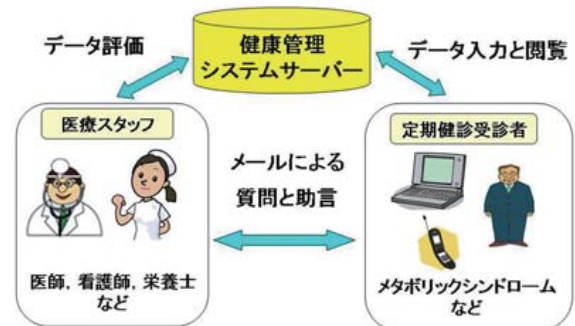 データ評価
健康管理
システムサーバー
データ入力と閲覧
医療スタッフ
定期健診受診者
メールによる
質問と助言
医師, 看護師, 栄養士
など
メタボリックシンドローム
など